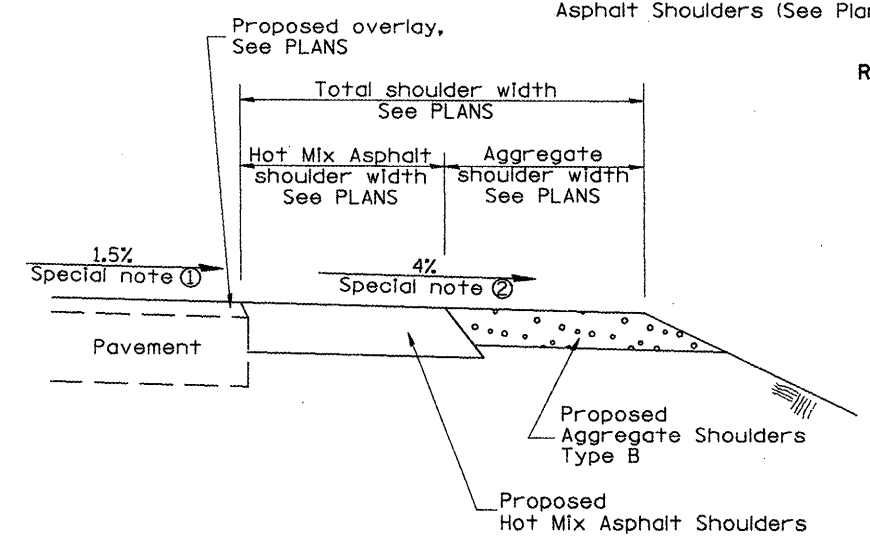 Asphalt Shoulders (See Plan
R
Proposed overlay,
See PLANS
Total shoulder width
See PLANS
Hot Mix Asphalt
shoulder width
See PLANS
Aggregate
shoulder width
See PLANS
1.5%
Special note ①
4%
Special note ②
Pavement
Proposed
Aggregate Shoulders
Type B
Proposed
Hot Mix Asphalt Shoulders